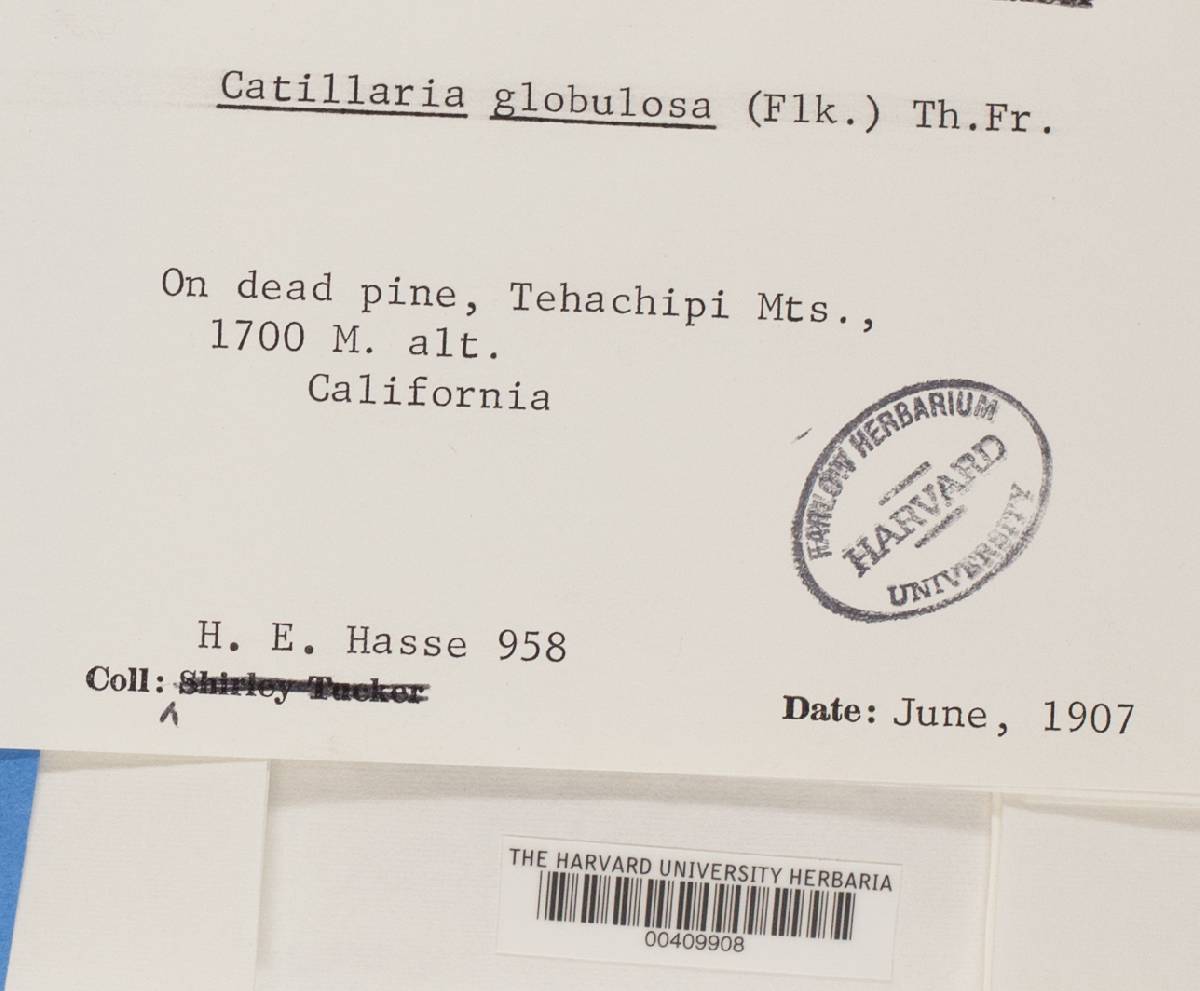 Catillaria globulosa (Flk.) Th.Fr.
On dead pine, Tehachipi Mts.,
1700 M. alt.
California
FARLOW HERBARIUM
HARVARD
UNIVERSITY
H. E. Hasse 958
Coll: Shirley Tucker
Date: June, 1907
THE HARVARD UNIVERSITY HERBARIA
00409908